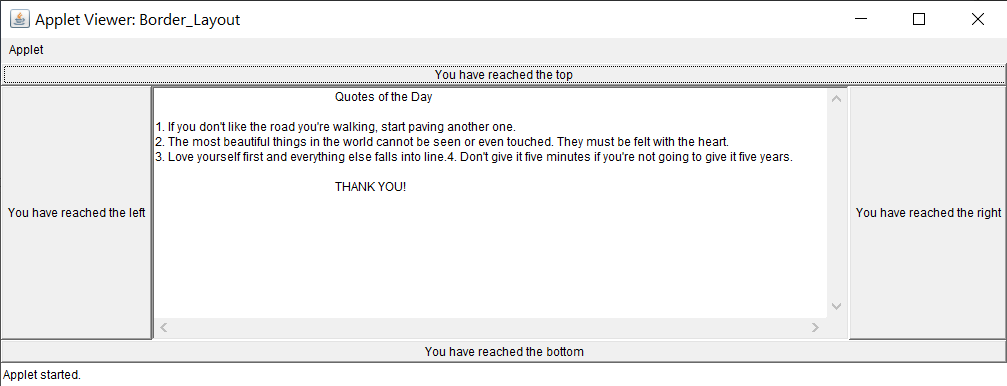 Applet Viewer: Border_Layout
Applet
You have reached the top
You have reached the left
Quotes of the Day
1. If you don't like the road you're walking, start paving another one.
2. The most beautiful things in the world cannot be seen or even touched. They must be felt with the heart.
3. Love yourself first and everything else falls into line.4. Don't give it five minutes if you're not going to give it five years.
THANK YOU!
You have reached the right
You have reached the bottom
Applet started.